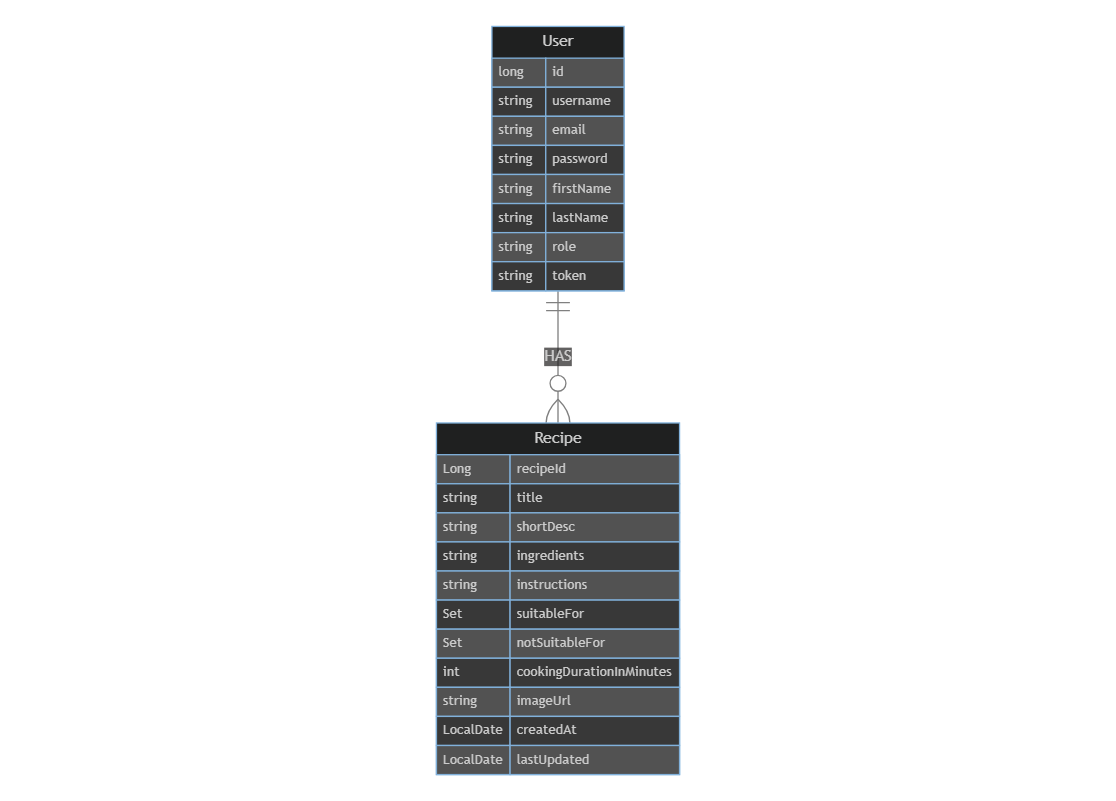 User
long id
string username
string email
string password
string firstName
string lastName
string role
string token
HAS
Recipe
Long recipeId
string title
string shortDesc
string ingredients
string instructions
Set suitableFor
Set notSuitableFor
int cookingDurationInMinutes
string imageUrl
LocalDate createdAt
LocalDate lastUpdated